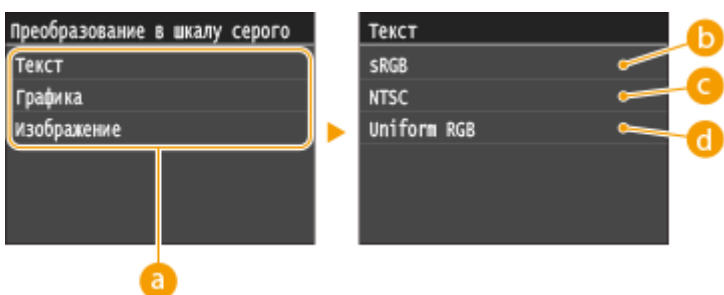 Преобразование в шкалу серого
Текст
Графика
Изображение
a
Текст
sRGB
NTSC
Uniform RGB
b
c
d